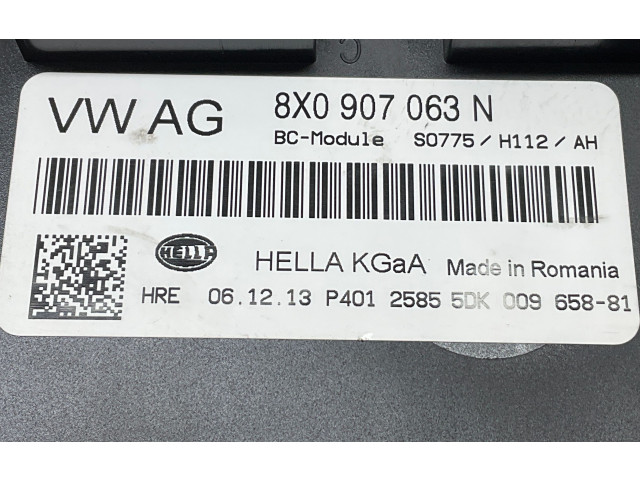 VW AG 8X0 907 063 N
BC-Module S0775 / H112 / AH
HELLA HELLA KGaA Made in Romania
HRE 06.12.13 P401 2585 5DK 009 658-81